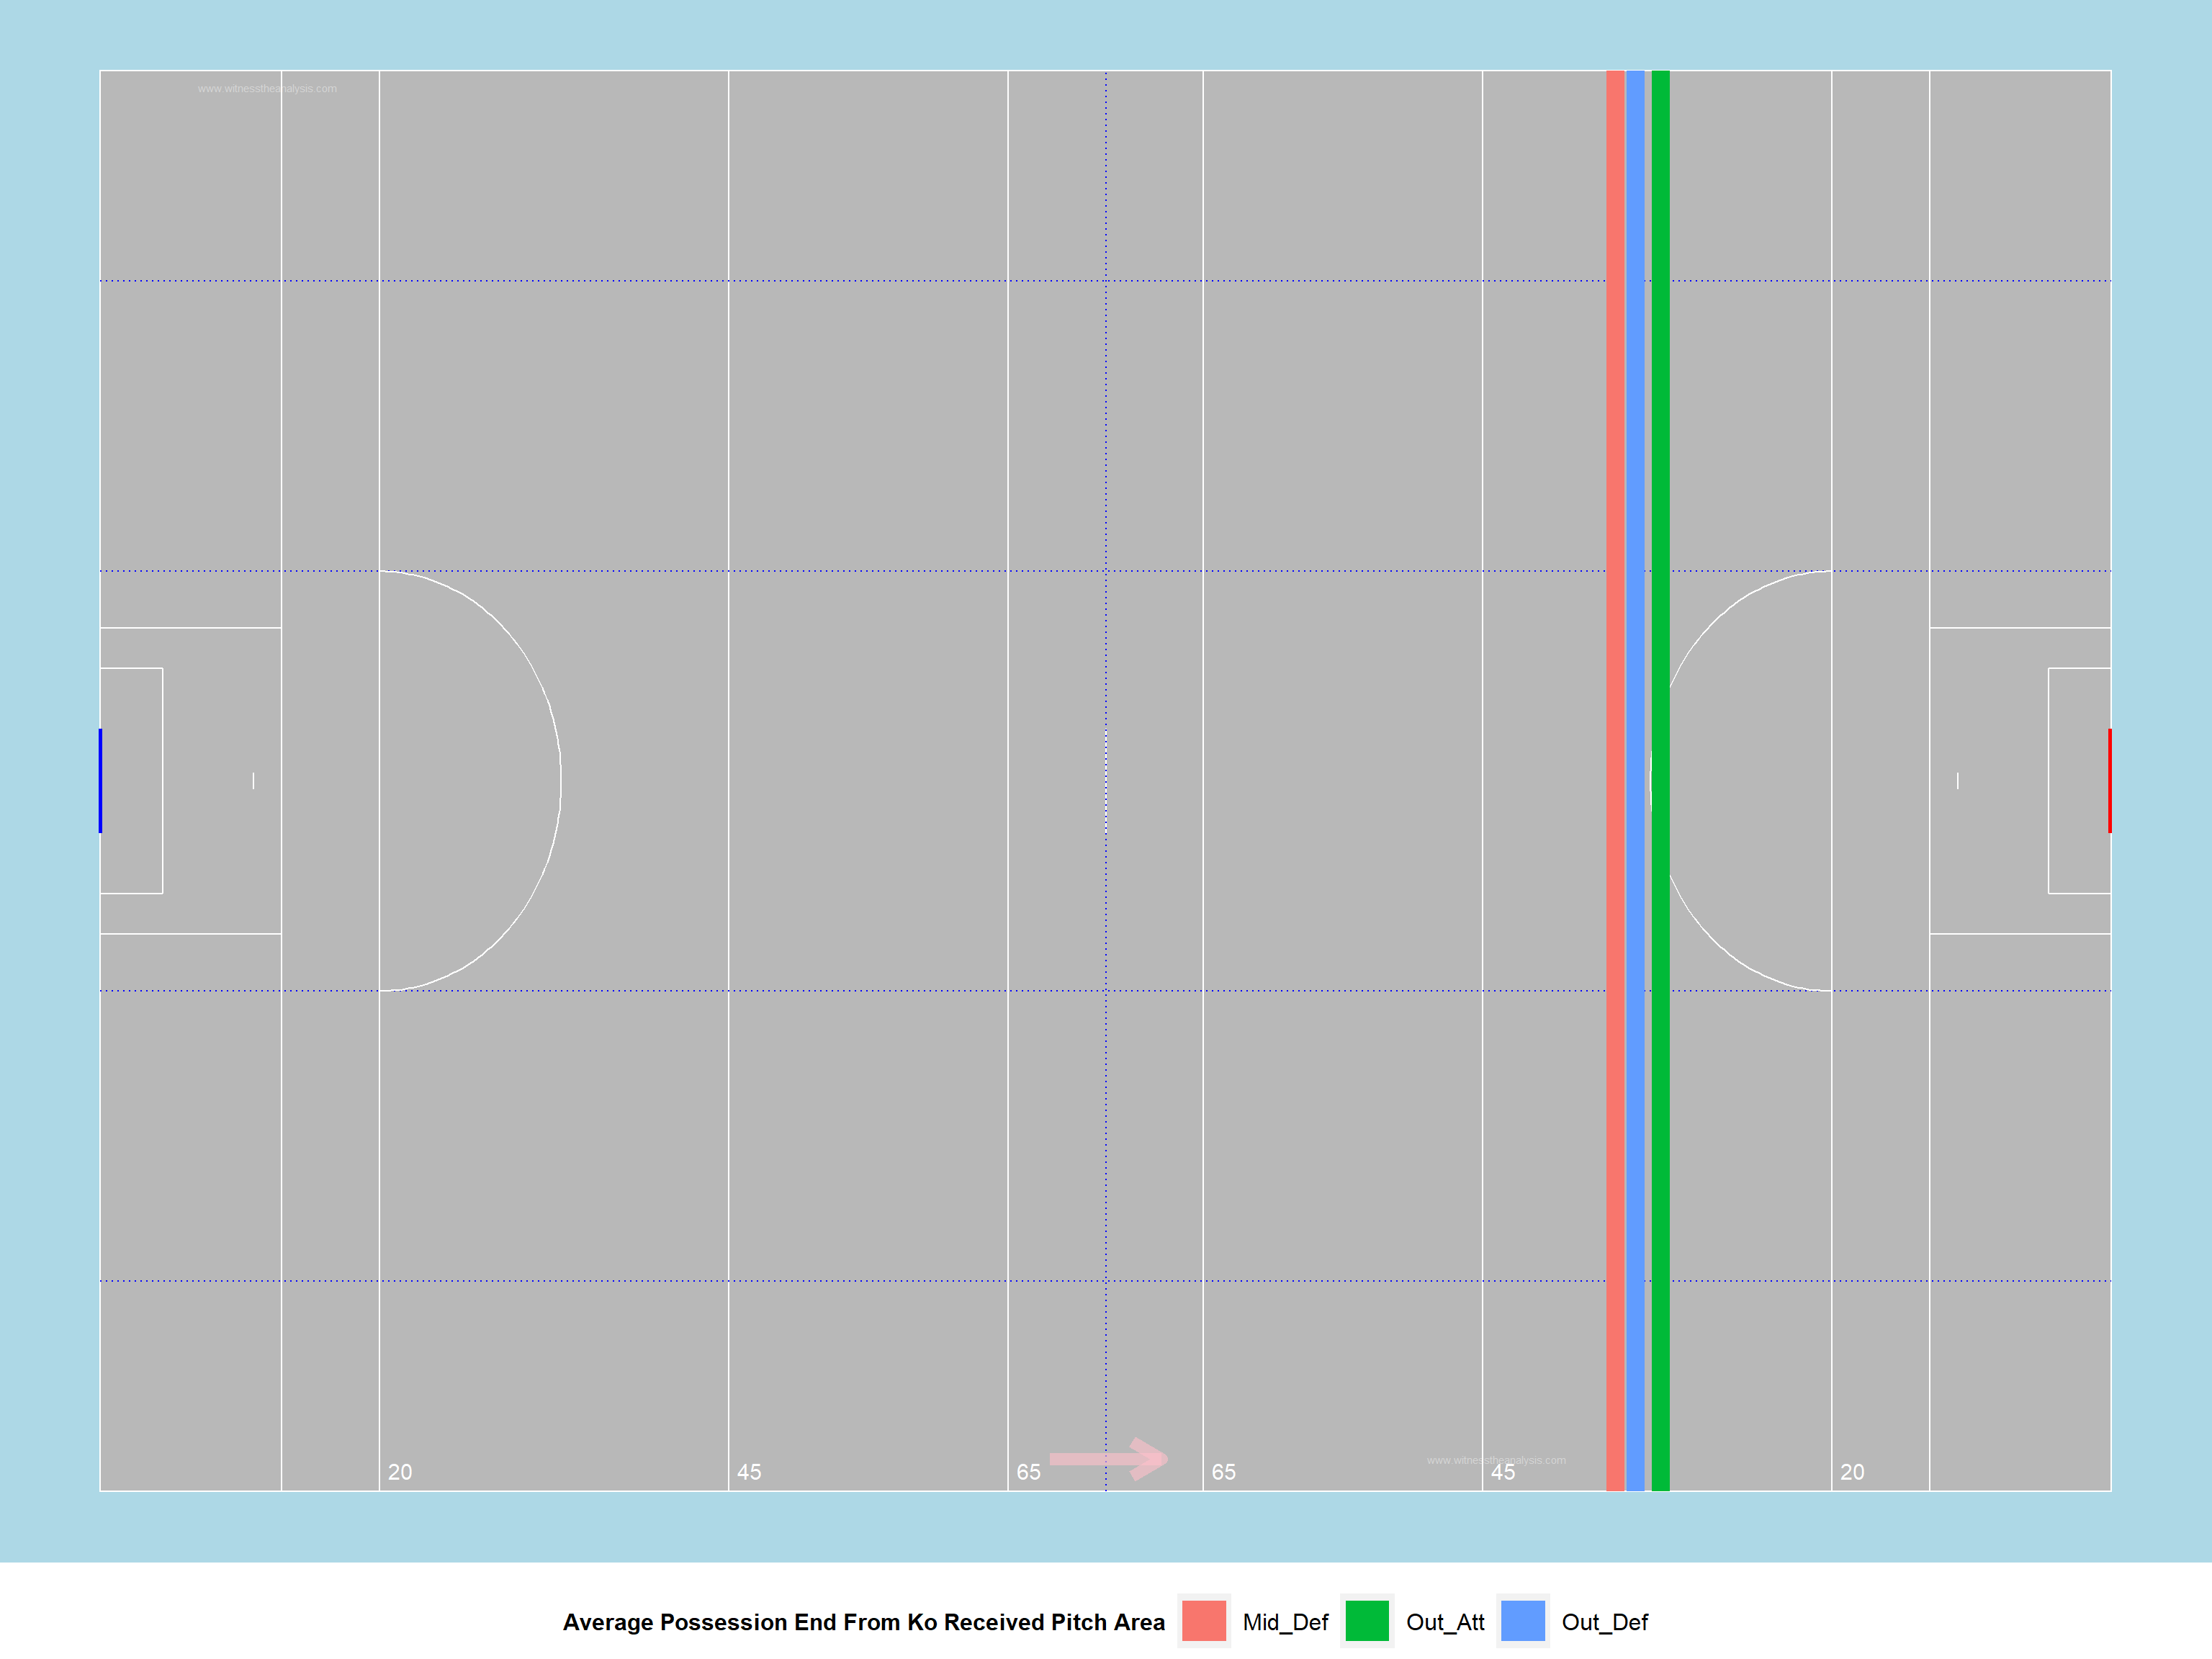 www.witnesstheanalysis.com
20 45 65 65 45 20
www.witnesstheanalysis.com
Average Possession End From Ko Received Pitch Area Mid_Def Out_Att Out_Def